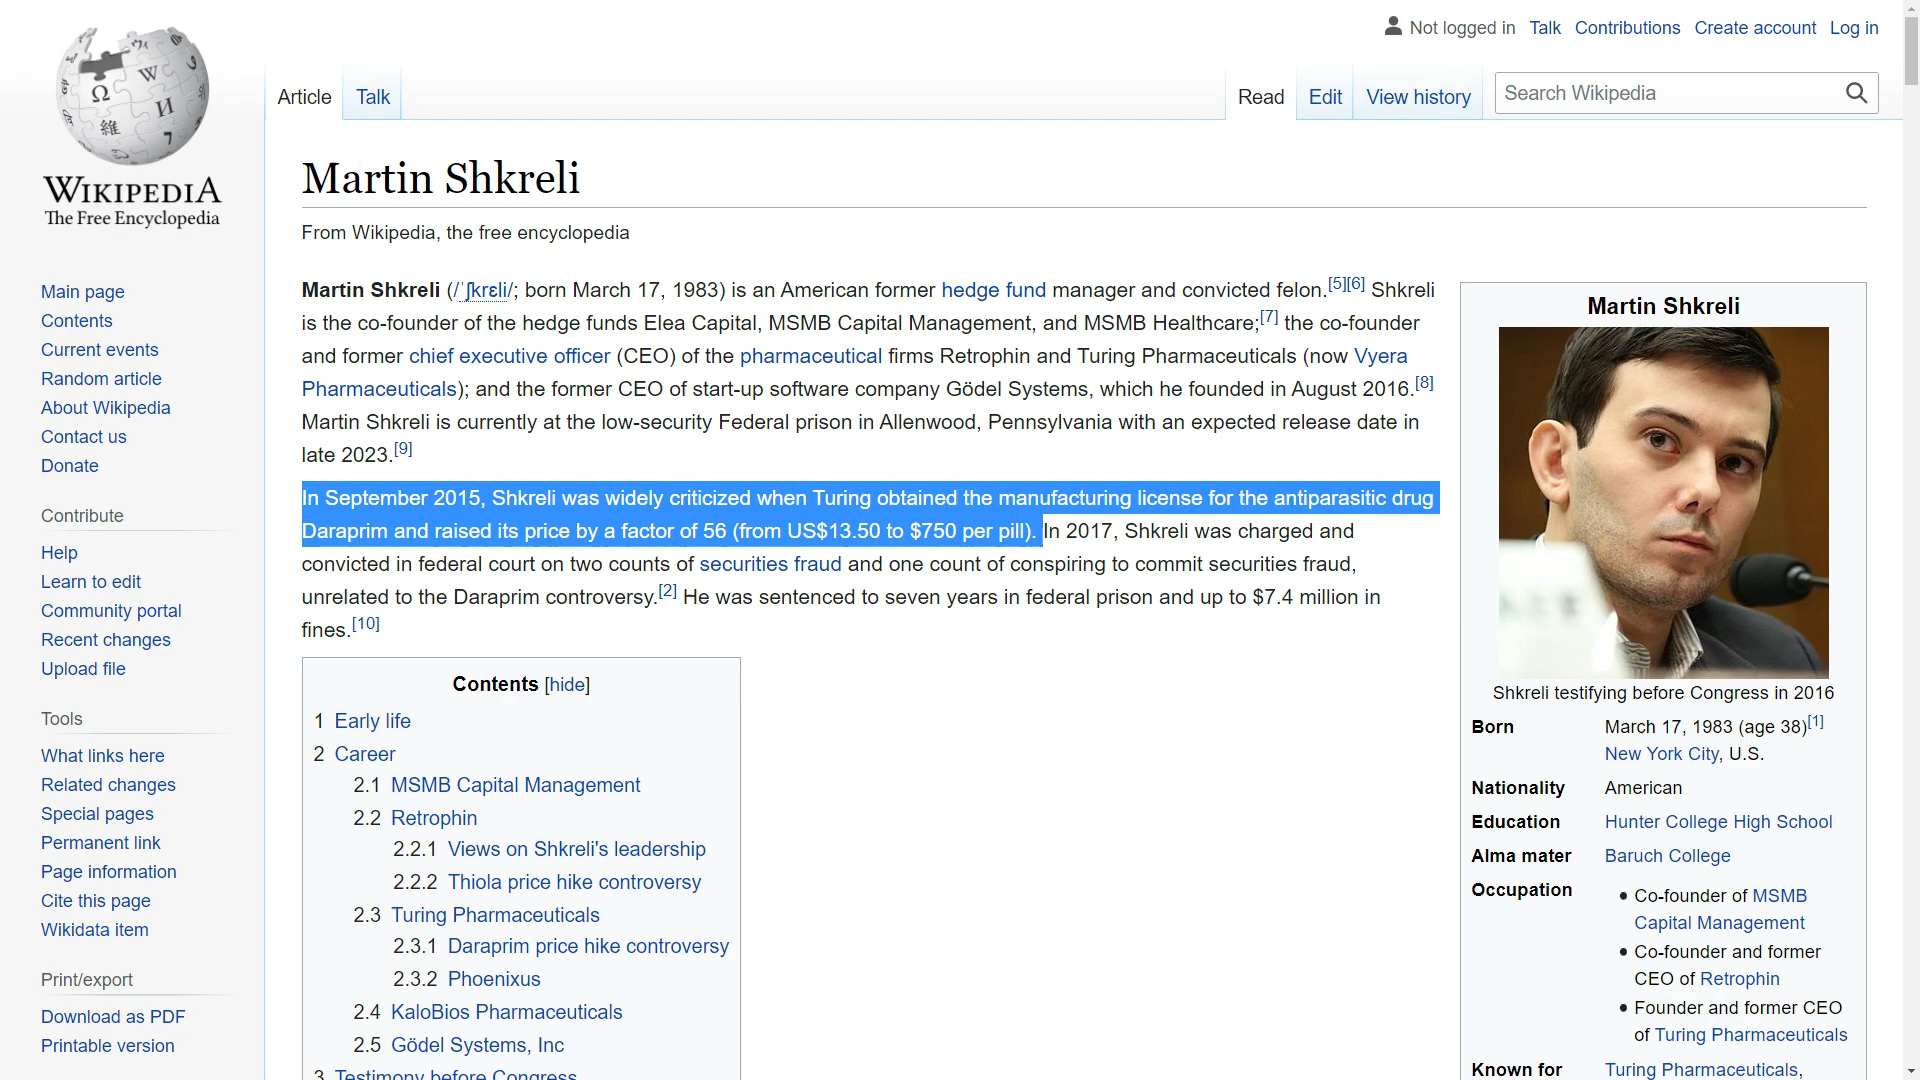 Not logged in Talk Contributions Create account Log in
Article Talk Read Edit View history Search Wikipedia
WIKIPEDIA
The Free Encyclopedia
Main page
Contents
Current events
Random article
About Wikipedia
Contact us
Donate
Contribute
Help
Learn to edit
Community portal
Recent changes
Upload file
Tools
What links here
Related changes
Special pages
Permanent link
Page information
Cite this page
Wikidata item
Print/export
Download as PDF
Printable version
Martin Shkreli
From Wikipedia, the free encyclopedia
Martin Shkreli (/ˈʃkrɛli/; born March 17, 1983) is an American former hedge fund manager and convicted felon.[5][6] Shkreli
is the co-founder of the hedge funds Elea Capital, MSMB Capital Management, and MSMB Healthcare;[7] the co-founder
and former chief executive officer (CEO) of the pharmaceutical firms Retrophin and Turing Pharmaceuticals (now Vyera
Pharmaceuticals); and the former CEO of start-up software company Gödel Systems, which he founded in August 2016.[8]
Martin Shkreli is currently at the low-security Federal prison in Allenwood, Pennsylvania with an expected release date in
late 2023.[9]
In September 2015, Shkreli was widely criticized when Turing obtained the manufacturing license for the antiparasitic drug
Daraprim and raised its price by a factor of 56 (from US$13.50 to $750 per pill). In 2017, Shkreli was charged and
convicted in federal court on two counts of securities fraud and one count of conspiring to commit securities fraud,
unrelated to the Daraprim controversy.[2] He was sentenced to seven years in federal prison and up to $7.4 million in
fines.[10]
Contents [hide]
1 Early life
2 Career
2.1 MSMB Capital Management
2.2 Retrophin
2.2.1 Views on Shkreli's leadership
2.2.2 Thiola price hike controversy
2.3 Turing Pharmaceuticals
2.3.1 Daraprim price hike controversy
2.3.2 Phoenixus
2.4 KaloBios Pharmaceuticals
2.5 Gödel Systems, Inc
3 Testimony before Congress
Martin Shkreli
Shkreli testifying before Congress in 2016
Born March 17, 1983 (age 38)[1]
New York City, U.S.
Nationality American
Education Hunter College High School
Alma mater Baruch College
Occupation • Co-founder of MSMB
Capital Management
• Co-founder and former
CEO of Retrophin
• Founder and former CEO
of Turing Pharmaceuticals
Known for Turing Pharmaceuticals,